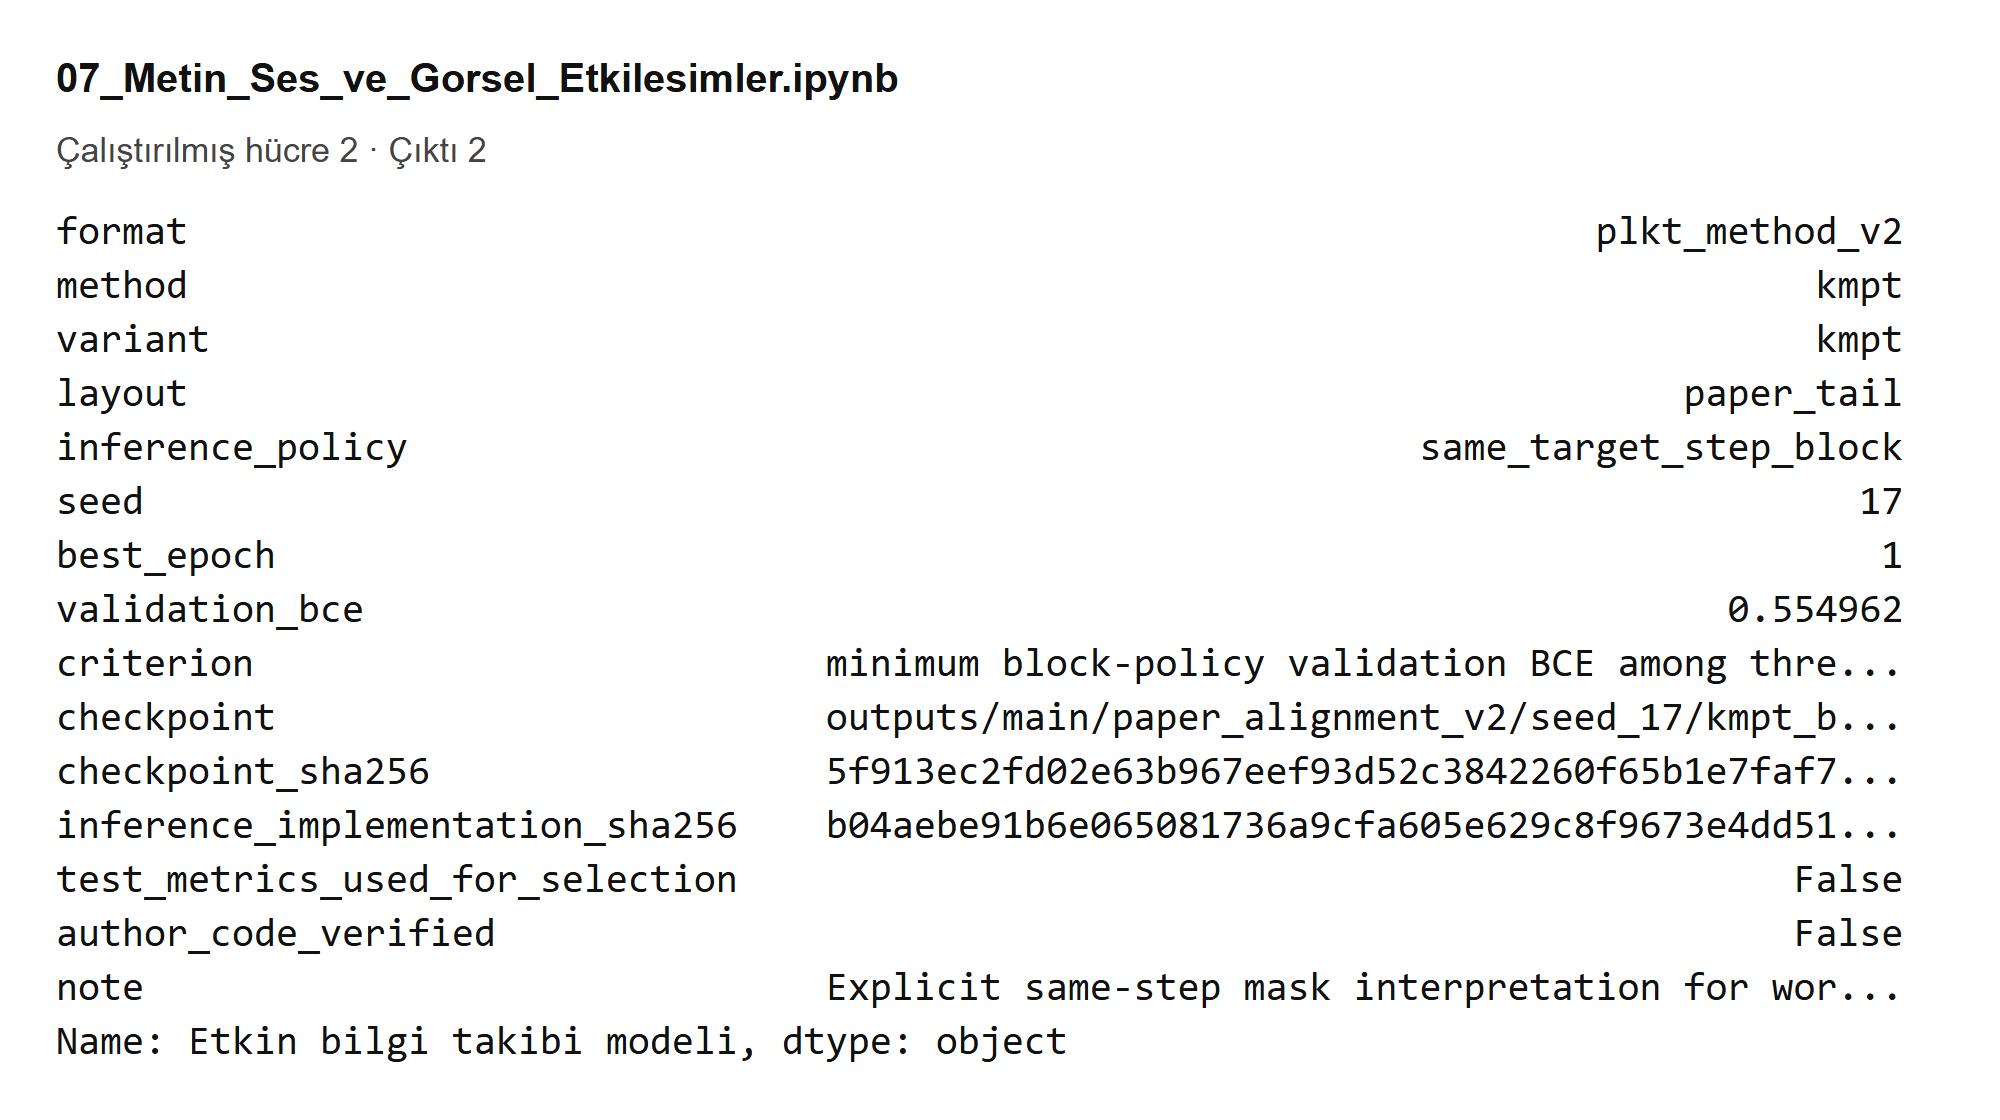 07_Metin_Ses_ve_Gorsel_Etkilesimler.ipynb
Çalıştırılmış hücre 2 · Çıktı 2
format plkt_method_v2
method kmpt
variant kmpt
layout paper_tail
inference_policy same_target_step_block
seed 17
best_epoch 1
validation_bce 0.554962
criterion minimum block-policy validation BCE among thre...
checkpoint outputs/main/paper_alignment_v2/seed_17/kmpt_b...
checkpoint_sha256 5f913ec2fd02e63b967eef93d52c3842260f65b1e7faf7...
inference_implementation_sha256 b04aebe91b6e065081736a9cfa605e629c8f9673e4dd51...
test_metrics_used_for_selection False
author_code_verified False
note Explicit same-step mask interpretation for wor...
Name: Etkin bilgi takibi modeli, dtype: object